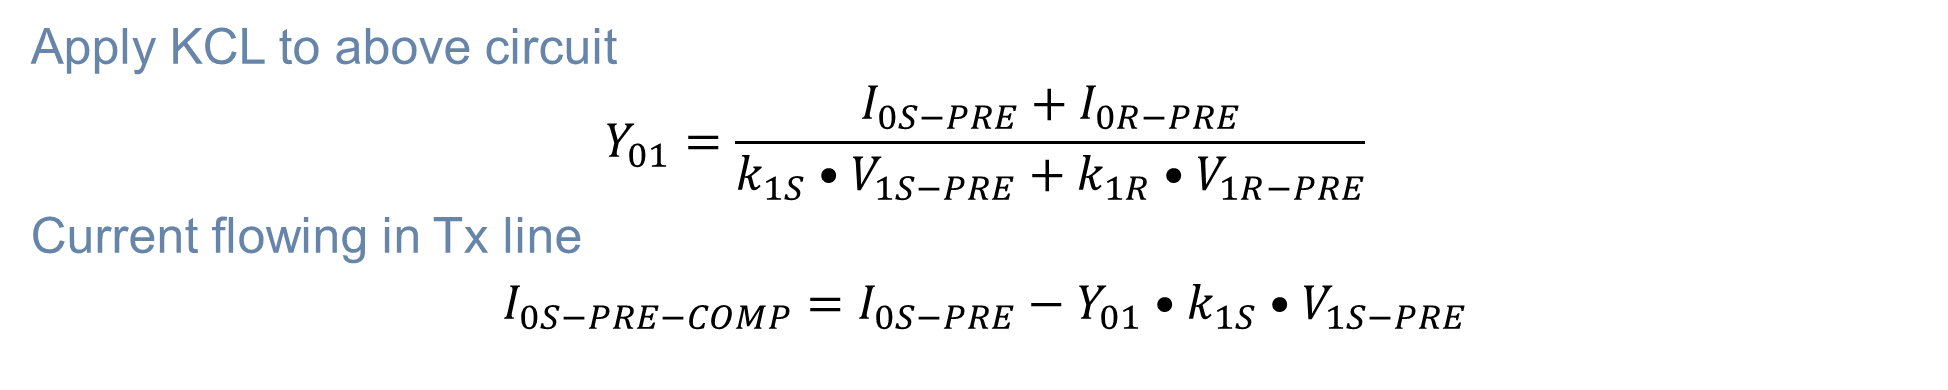 Apply KCL to above circuit
Y₀₁ = (I₀S₋PRE + I₀R₋PRE) / (k₁S • V₁S₋PRE + k₁R • V₁R₋PRE)
Current flowing in Tx line
I₀S₋PRE₋COMP = I₀S₋PRE − Y₀₁ • k₁S • V₁S₋PRE